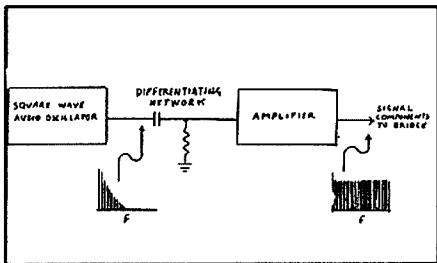 SQUARE WAVE
AUDIO OSCILLATOR
DIFFERENTIATING
NETWORK
AMPLIFIER
SIGNAL
COMPONENTS
TO BRIDGE
F
F